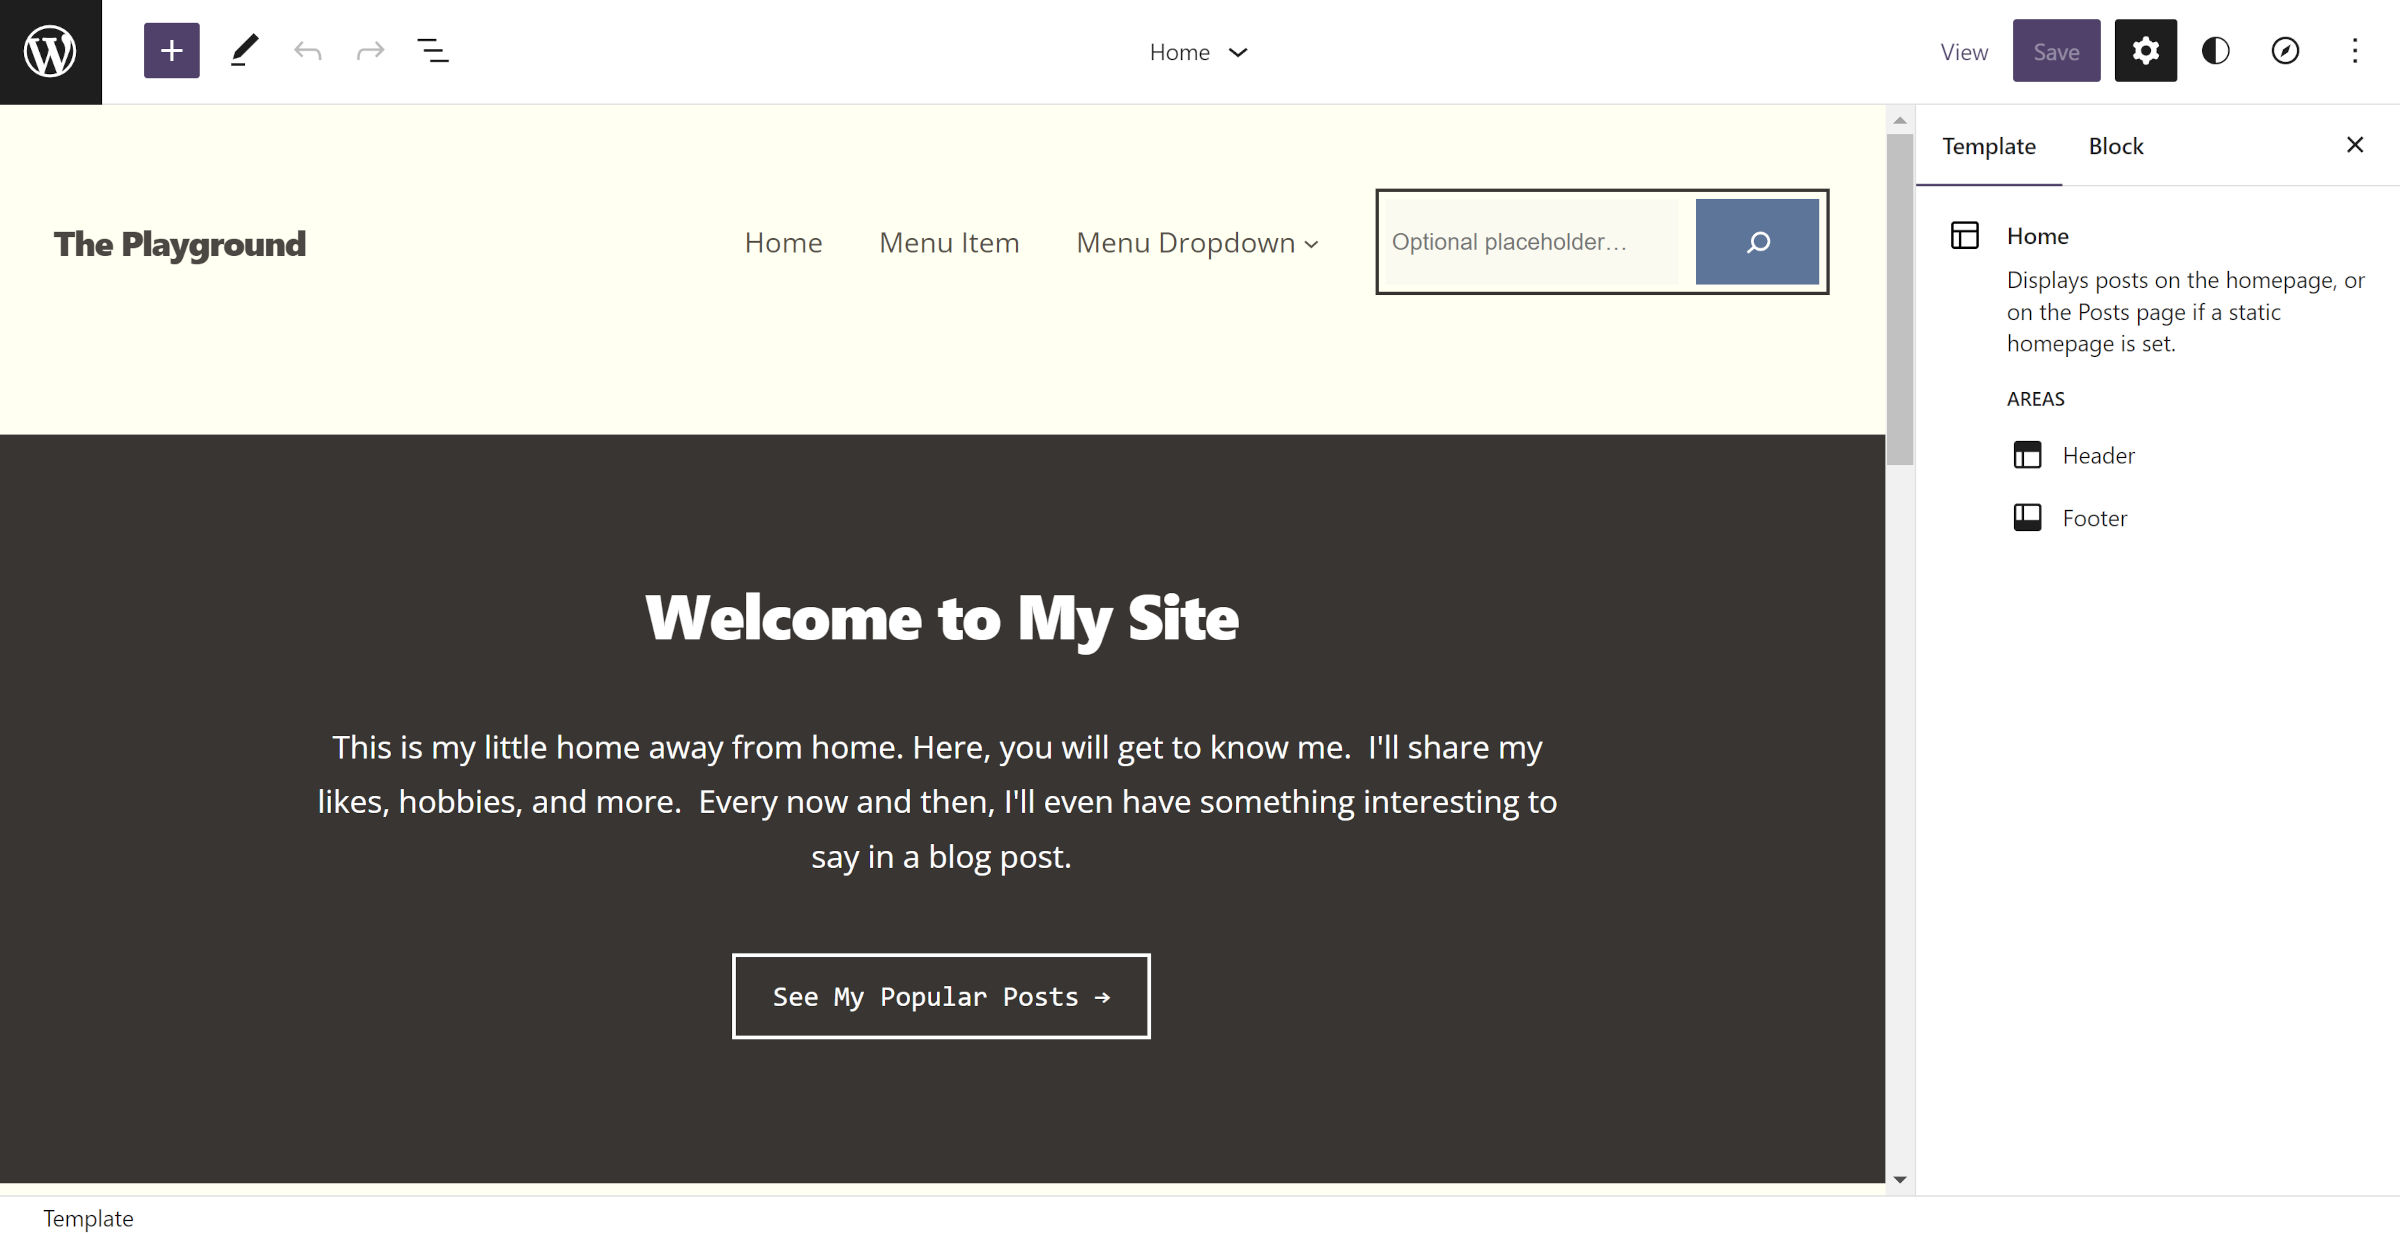 Home
View
Save
Template
Block
The Playground
Home
Menu Item
Menu Dropdown
Optional placeholder…
Home
Displays posts on the homepage, or
on the Posts page if a static
homepage is set.
AREAS
Header
Footer
Welcome to My Site
This is my little home away from home. Here, you will get to know me.  I'll share my
likes, hobbies, and more.  Every now and then, I'll even have something interesting to
say in a blog post.
See My Popular Posts →
Template